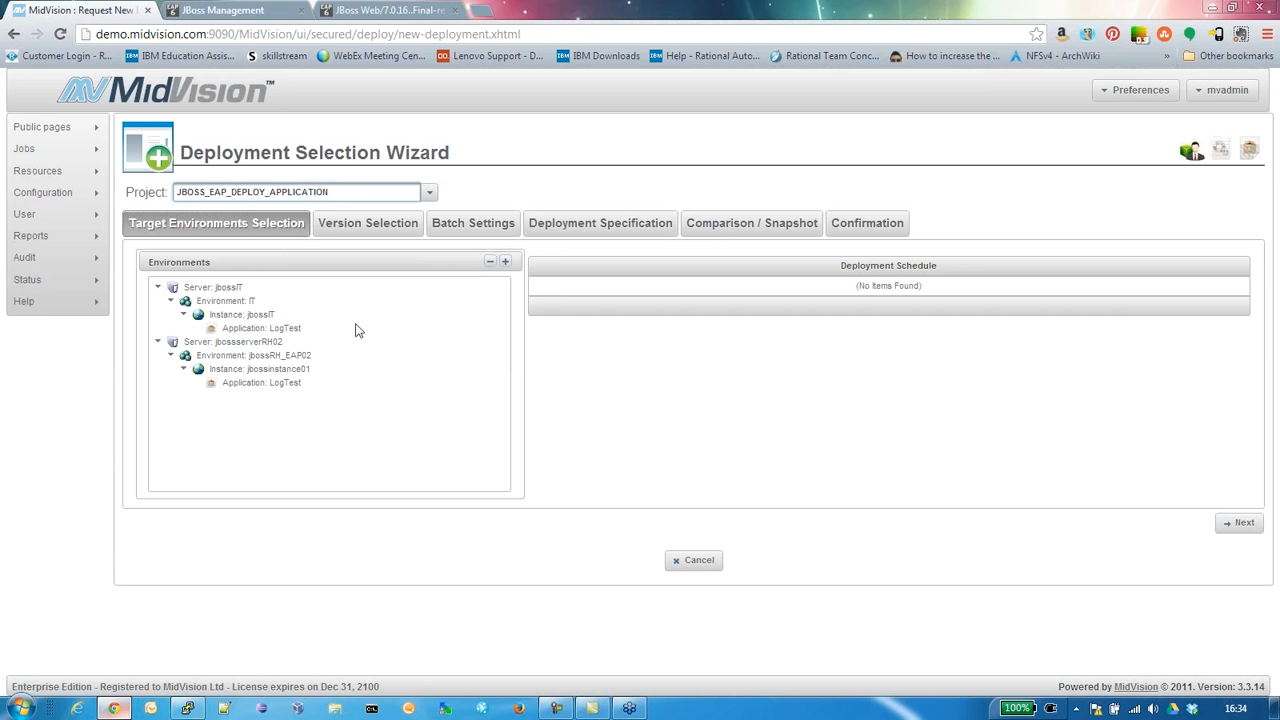 MidVision : Request New
JBoss Management
JBoss Web/7.0.16..Final-re
demo.midvision.com:9090/MidVision/ui/secured/deploy/new-deployment.xhtml
Customer Login - R...
IBM Education Assis...
skillstream
WebEx Meeting Cen...
Lenovo Support - D...
IBM Downloads
Help - Rational Auto...
Rational Team Conc...
How to increase the ...
NFSv4 - ArchWiki
»
Other bookmarks
MidVision™
Preferences
mvadmin
Public pages
Jobs
Resources
Configuration
User
Reports
Audit
Status
Help
Deployment Selection Wizard
Project:
JBOSS_EAP_DEPLOY_APPLICATION
Target Environments Selection
Version Selection
Batch Settings
Deployment Specification
Comparison / Snapshot
Confirmation
Environments
Server: jbossIT
Environment: IT
Instance: jbossIT
Application: LogTest
Server: jbossserverRH02
Environment: jbossRH_EAP02
Instance: jbossinstance01
Application: LogTest
Deployment Schedule
(No Items Found)
Next
Cancel
Enterprise Edition - Registered to MidVision Ltd - License expires on Dec 31, 2100
Powered by MidVision © 2011. Version: 3.3.14
100%
16:34